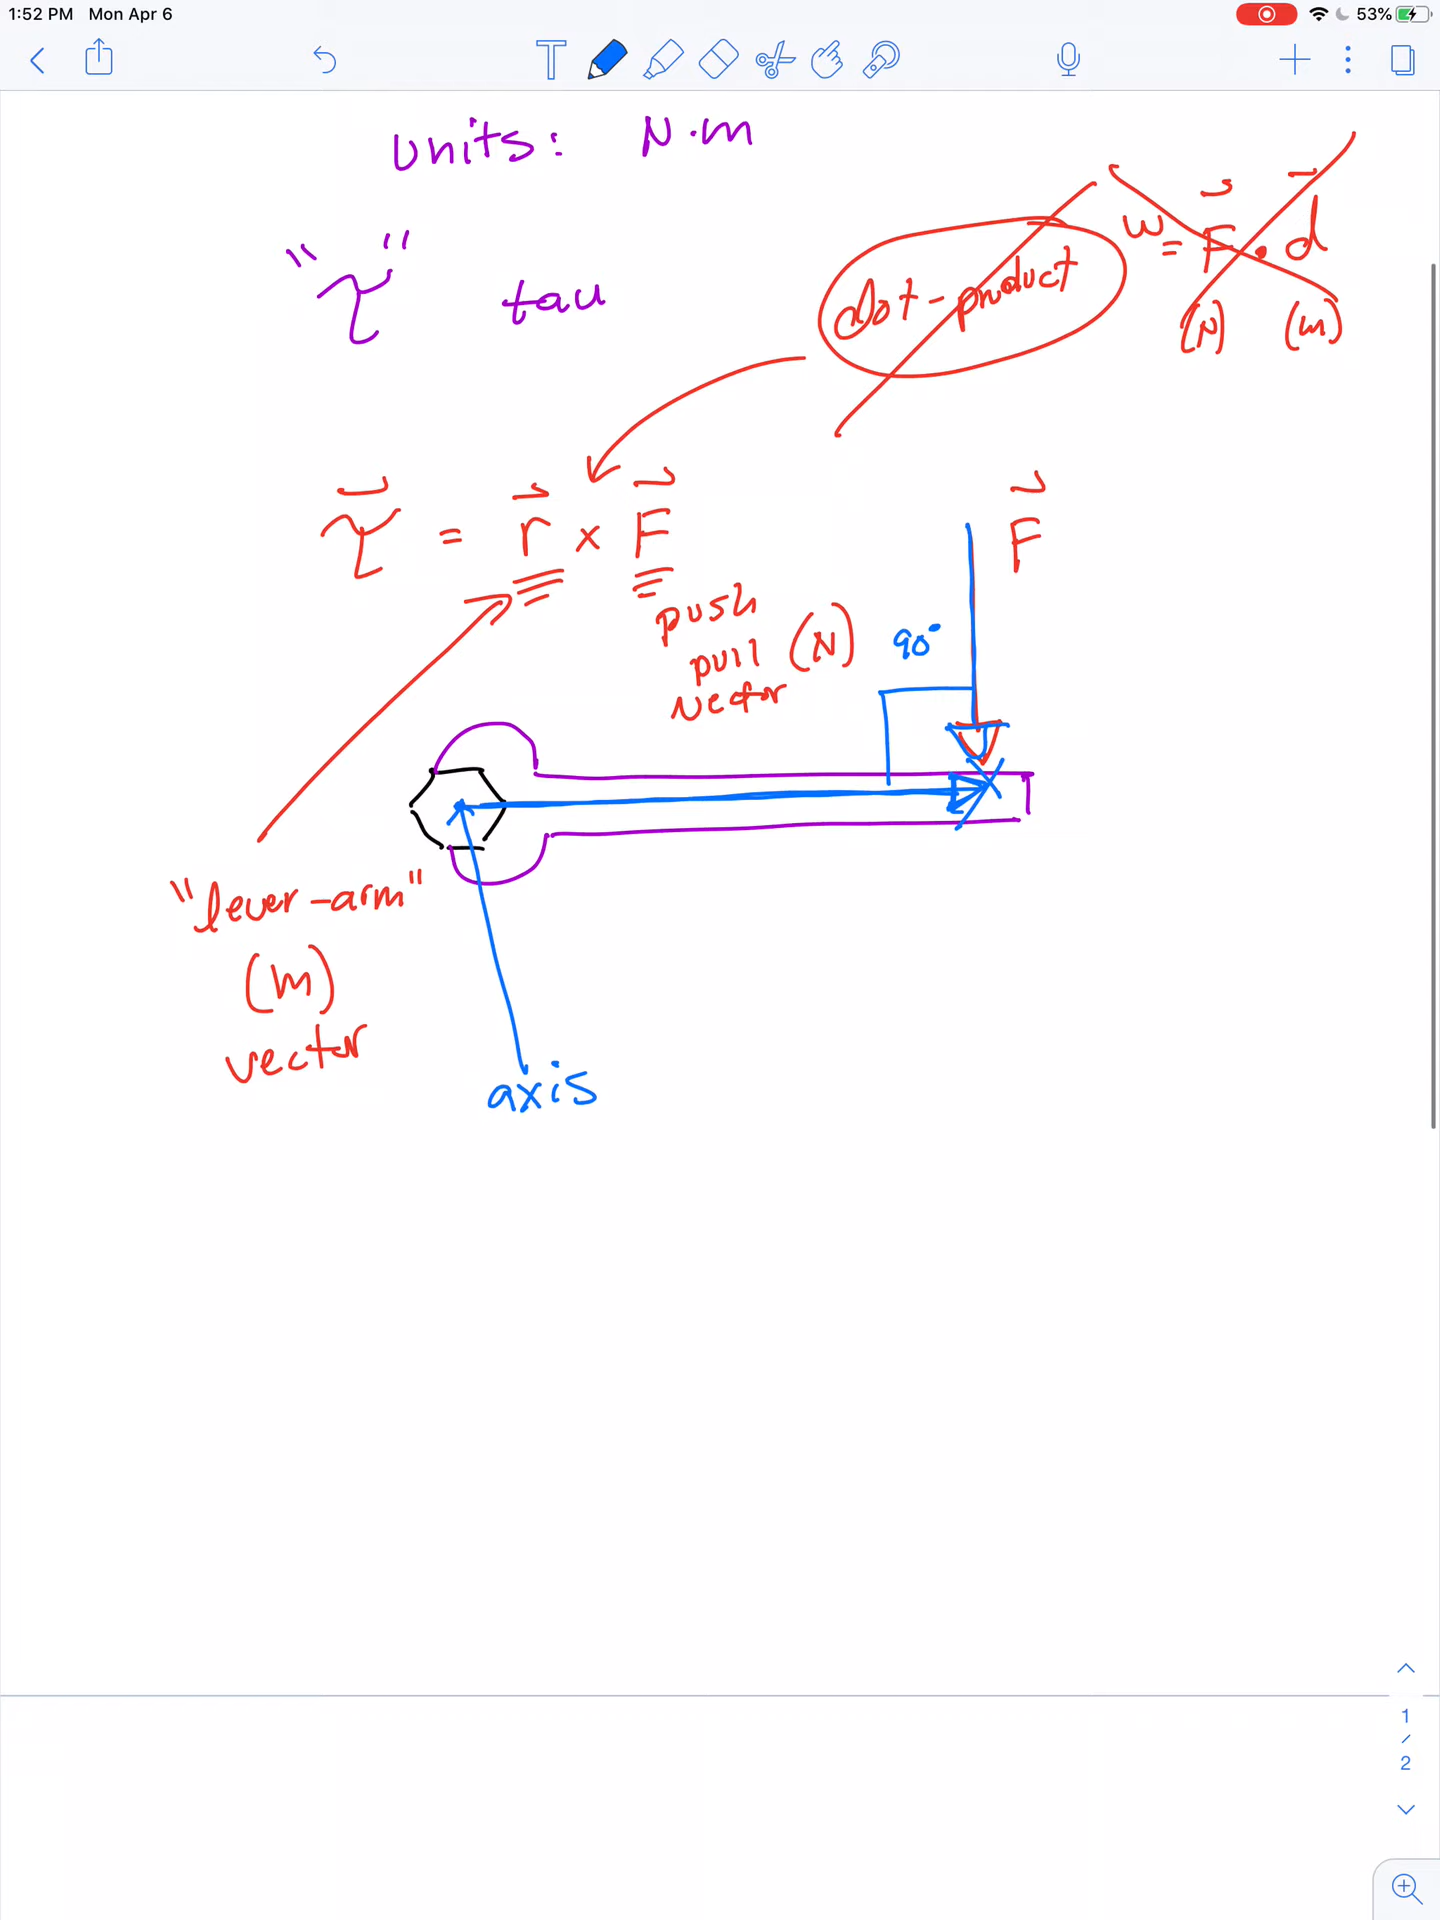 1:52 PM Mon Apr 6
53%
T
Units: N·m
W = F · d
(N) (m)
"τ" tau
dot-product
τ = r × F
F
push
pull (N)
vector
90°
"lever-arm"
(m)
vector
axis
1
/
2